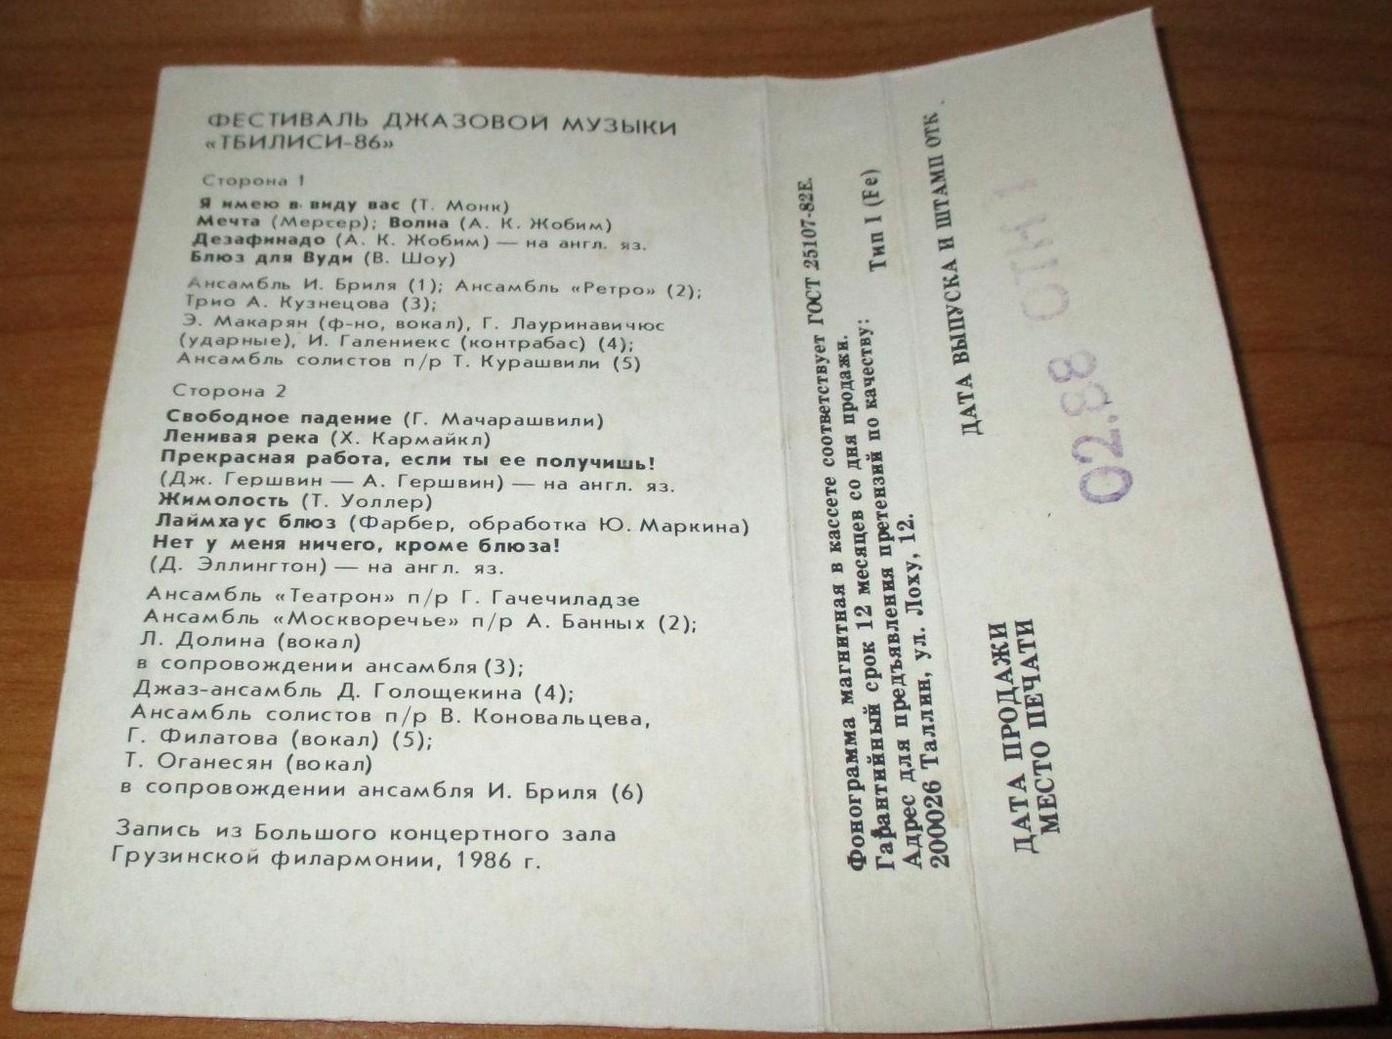 ФЕСТИВАЛЬ ДЖАЗОВОЙ МУЗЫКИ
«ТБИЛИСИ-86»
Сторона 1
Я имею в виду вас (Т. Монк)
Мечта (Мерсер); Волна (А. К. Жобим)
Дезафинадо (А. К. Жобим) — на англ. яз.
Блюз для Вуди (В. Шоу)
Ансамбль И. Бриля (1); Ансамбль «Ретро» (2);
Трио А. Кузнецова (3);
Э. Макарян (ф-но, вокал), Г. Лауринавичюс
(ударные), И. Галениекс (контрабас) (4);
Ансамбль солистов п/р Т. Курашвили (5)
Сторона 2
Свободное падение (Г. Мачарашвили)
Ленивая река (Х. Кармайкл)
Прекрасная работа, если ты ее получишь!
(Дж. Гершвин — А. Гершвин) — на англ. яз.
Жимолость (Т. Уоллер)
Лаймхаус блюз (Фарбер, обработка Ю. Маркина)
Нет у меня ничего, кроме блюза!
(Д. Эллингтон) — на англ. яз.
Ансамбль «Театрон» п/р Г. Гачечиладзе
Ансамбль «Москворечье» п/р А. Банных (2);
Л. Долина (вокал)
в сопровождении ансамбля (3);
Джаз-ансамбль Д. Голощекина (4);
Ансамбль солистов п/р В. Коновальцева,
Г. Филатова (вокал) (5);
Т. Оганесян (вокал)
в сопровождении ансамбля И. Бриля (6)
Запись из Большого концертного зала
Грузинской филармонии, 1986 г.
Фонограмма магнитная в кассете соответствует ГОСТ 25107-82Е.
Гарантийный срок 12 месяцев со дня продажи.
Адрес для предъявления претензий по качеству: Тип I (Fe)
200026 Таллин, ул. Лоху, 12.
ДАТА ВЫПУСКА И ШТАМП ОТК.
02.88 ОТК 1
ДАТА ПРОДАЖИ
МЕСТО ПЕЧАТИ